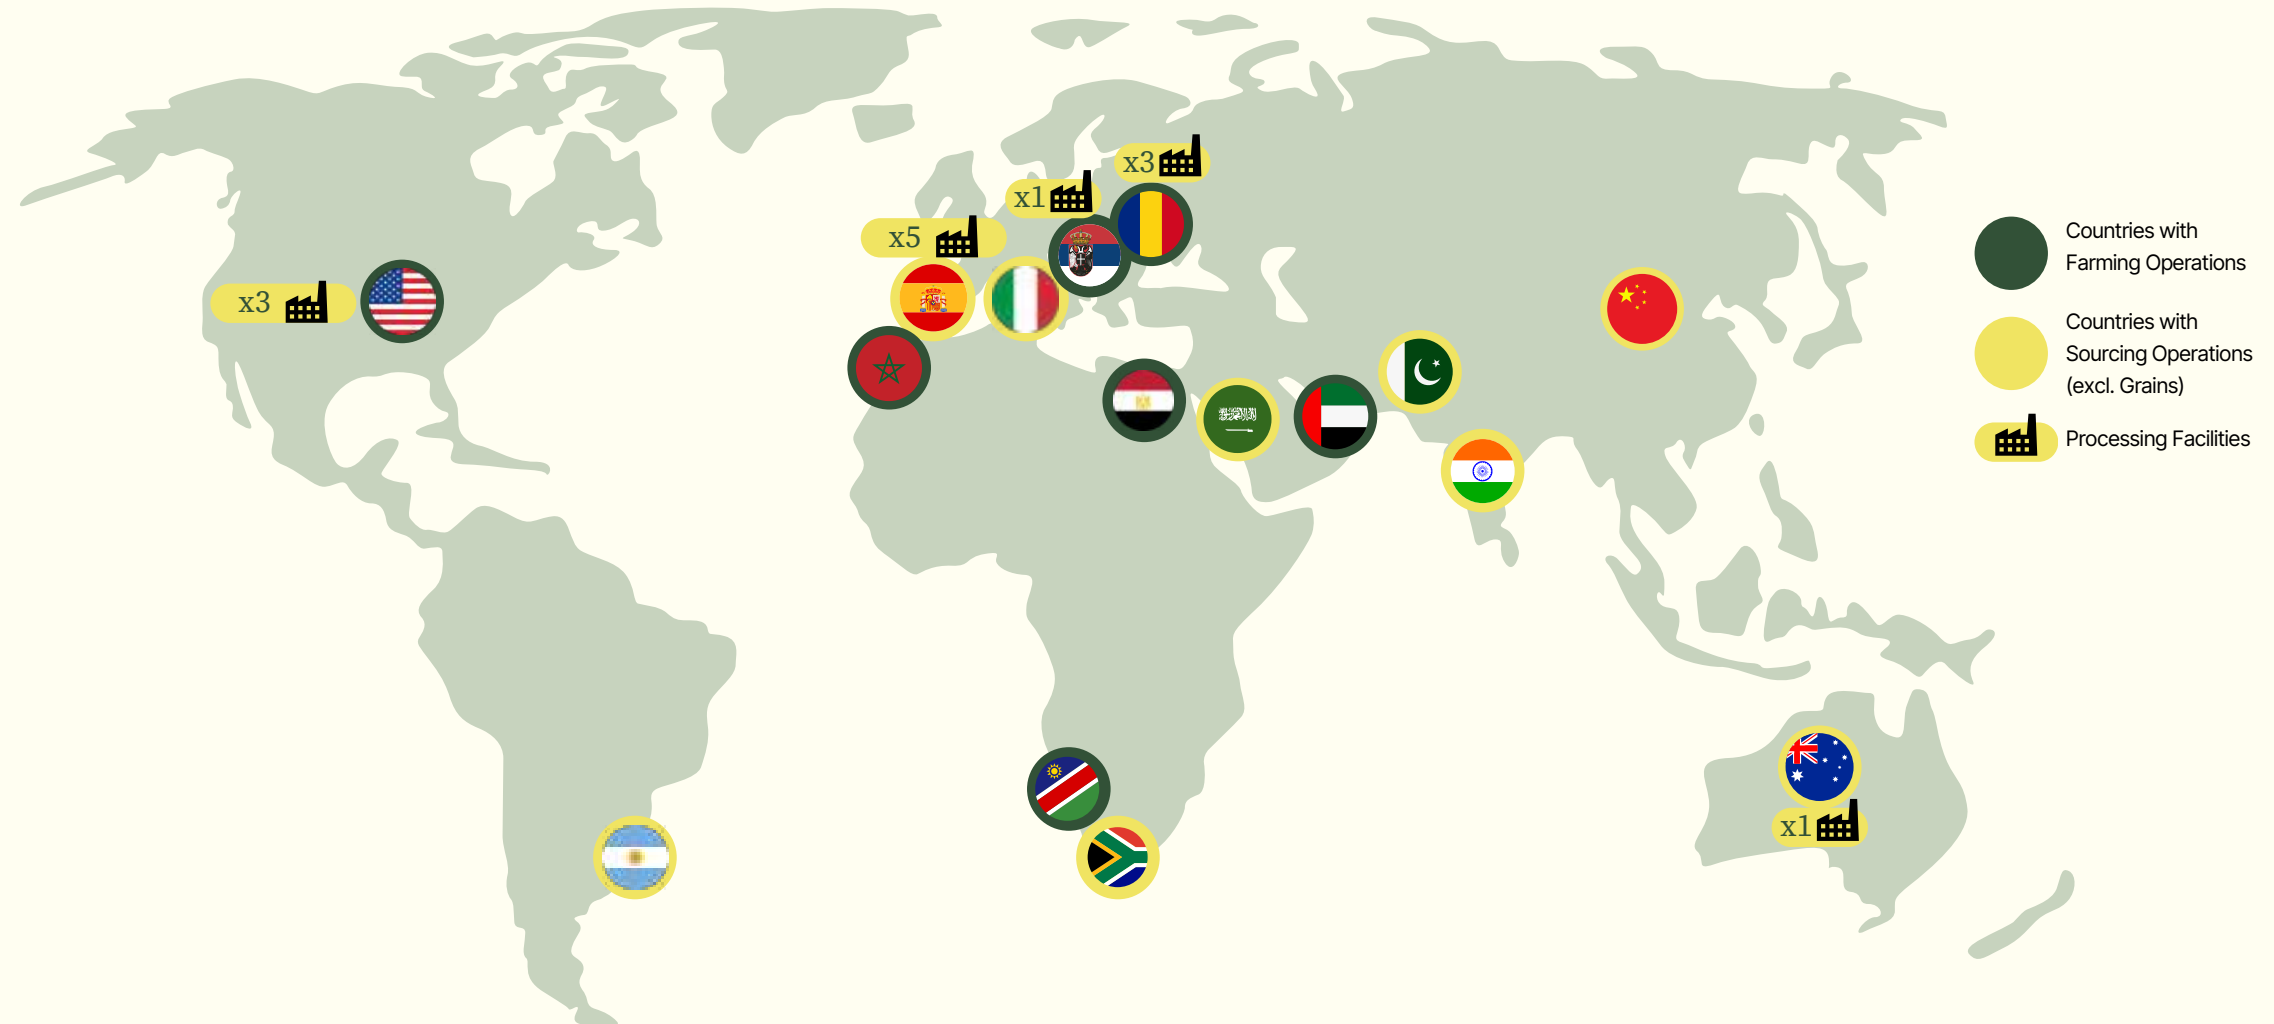 x3
x1
x5
x3
Countries with
Farming Operations
Countries with
Sourcing Operations
(excl. Grains)
Processing Facilities
x1